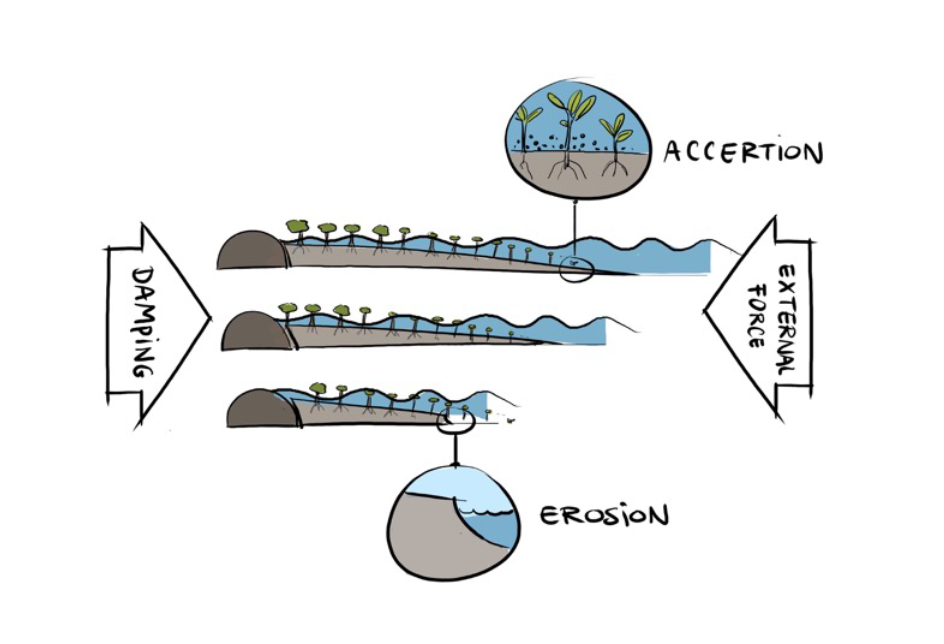 ACCERTION
DAMPiNG
EXTERNAL
FORCE
EROSiON